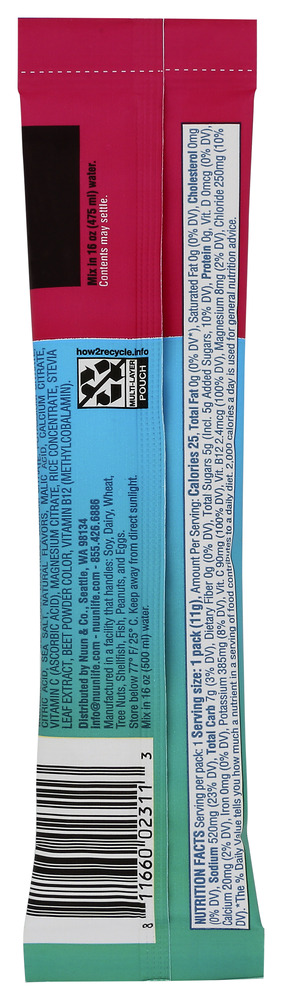 Mix in 16 oz (475 ml) water.
Contents may settle.
how2recycle.info
MULTI-LAYER
POUCH
CITRIC ACID, SEA SALT, NATURAL FLAVORS, MALIC ACID, CALCIUM CITRATE,
VITAMIN C (ASCORBIC ACID), MAGNESIUM CITRATE, RICE CONCENTRATE, STEVIA
LEAF EXTRACT, BEET POWDER COLOR, VITAMIN B12 (METHYLCOBALAMIN).
Distributed by Nuun & Co., Seattle, WA 98134
info@nuunlife.com - nuunlife.com - 855.426.6886
Manufactured in a facility that handles: Soy, Dairy, Wheat,
Tree Nuts, Shellfish, Fish, Peanuts, and Eggs.
Store below 77° F/ 25° C. Keep away from direct sunlight.
Mix in 16 oz (600 ml) water.
8 11660 02311 3
NUTRITION FACTS Serving per pack: 1 Serving size: 1 pack (11g), Amount Per Serving: Calories 25, Total Fat 0g (0% DV*), Saturated Fat 0g (0% DV), Cholesterol 0mg
(0% DV), Sodium 520mg (23% DV), Total Carb 7g (3% DV), Dietary Fiber 0g (0% DV), Total Sugars 5g (Incl. 5g Added Sugars, 10% DV), Protein 0g, Vit. D 0mcg (0% DV),
Calcium 20mg (2% DV), Iron 0mg (0% DV), Potassium 385mg (8% DV), Vit. C 90mg (100% DV), Vit. B12 2.4mcg (100% DV), Magnesium 8mg (2% DV), Chloride 250mg (10%
DV). *The % Daily Value tells you how much a nutrient in a serving of food contributes to a daily diet. 2,000 calories a day is used for general nutrition advice.